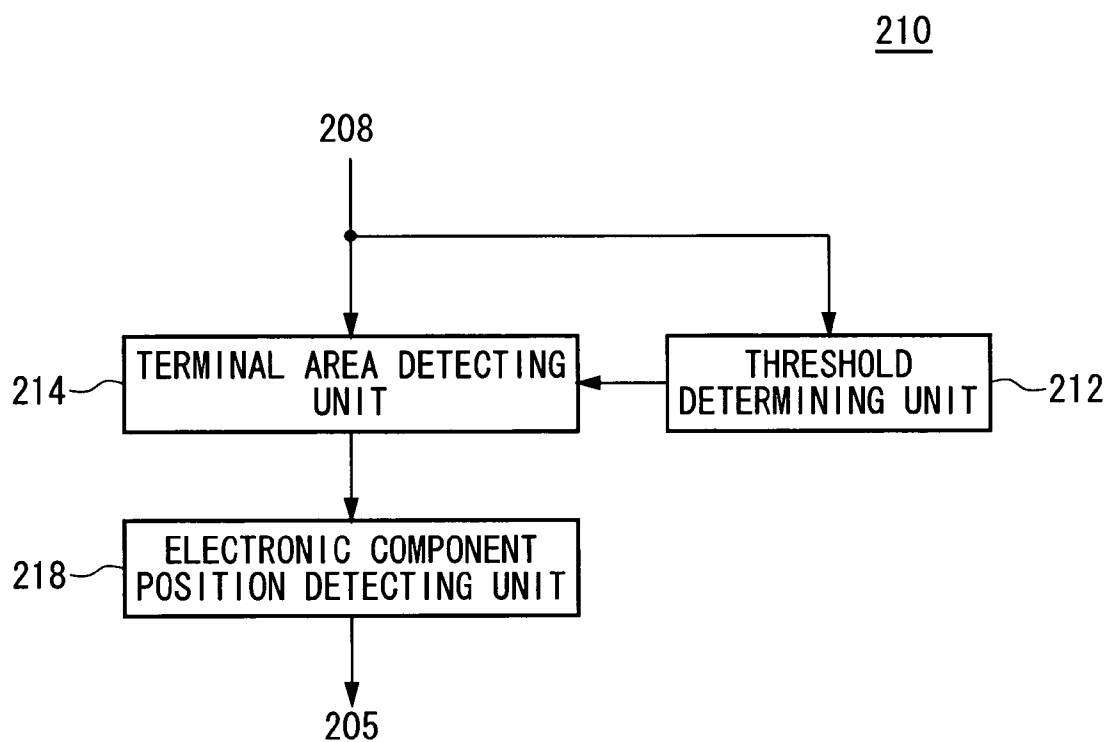 210
208
TERMINAL AREA DETECTING
UNIT
214
THRESHOLD
DETERMINING UNIT
212
ELECTRONIC COMPONENT
POSITION DETECTING UNIT
218
205